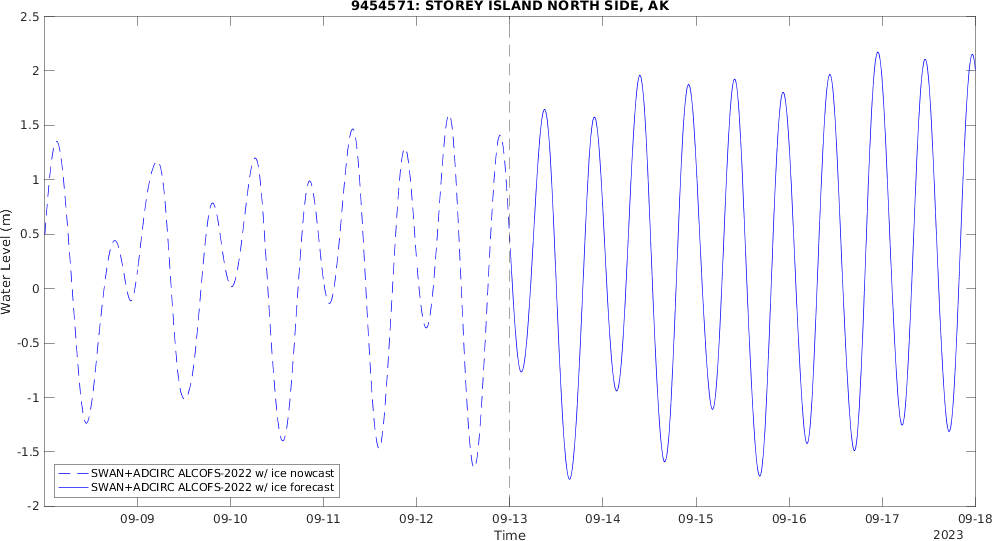 9454571: STOREY ISLAND NORTH SIDE, AK
2.5
2
1.5
1
0.5
0
-0.5
-1
-1.5
-2
Water Level (m)
SWAN+ADCIRC ALCOFS-2022 w/ ice nowcast
SWAN+ADCIRC ALCOFS-2022 w/ ice forecast
09-09 09-10 09-11 09-12 09-13 09-14 09-15 09-16 09-17 09-18
Time
2023